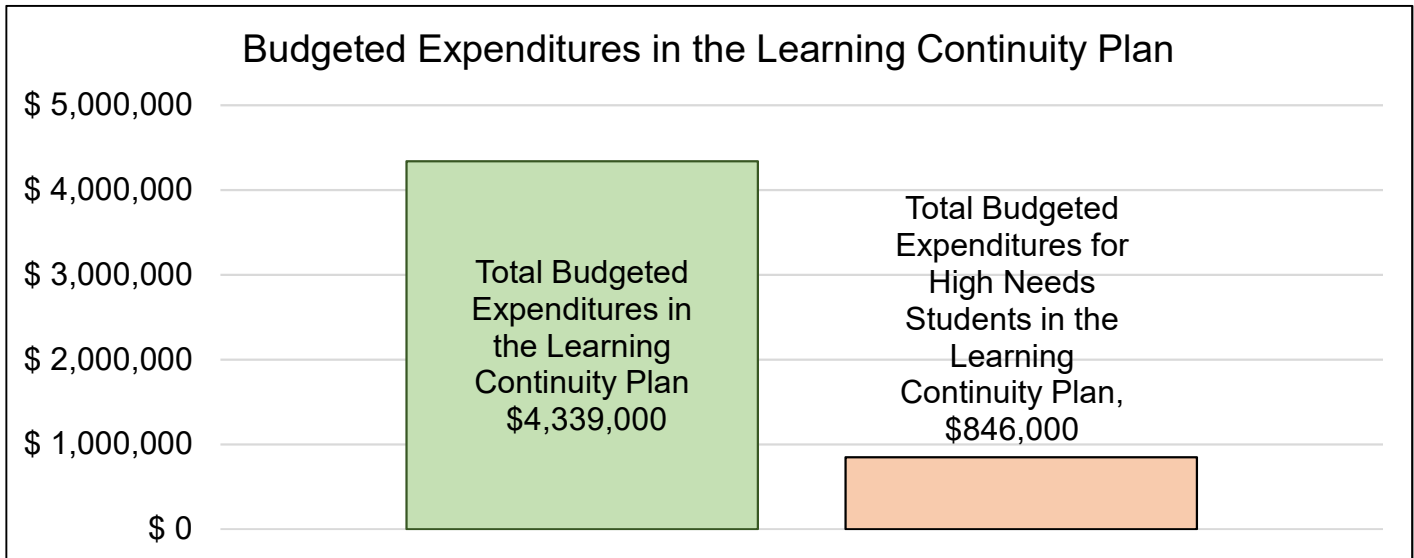 Budgeted Expenditures in the Learning Continuity Plan
$ 5,000,000
$ 4,000,000
$ 3,000,000
$ 2,000,000
$ 1,000,000
$ 0
Total Budgeted
Expenditures in
the Learning
Continuity Plan
$4,339,000
Total Budgeted
Expenditures for
High Needs
Students in the
Learning
Continuity Plan,
$846,000